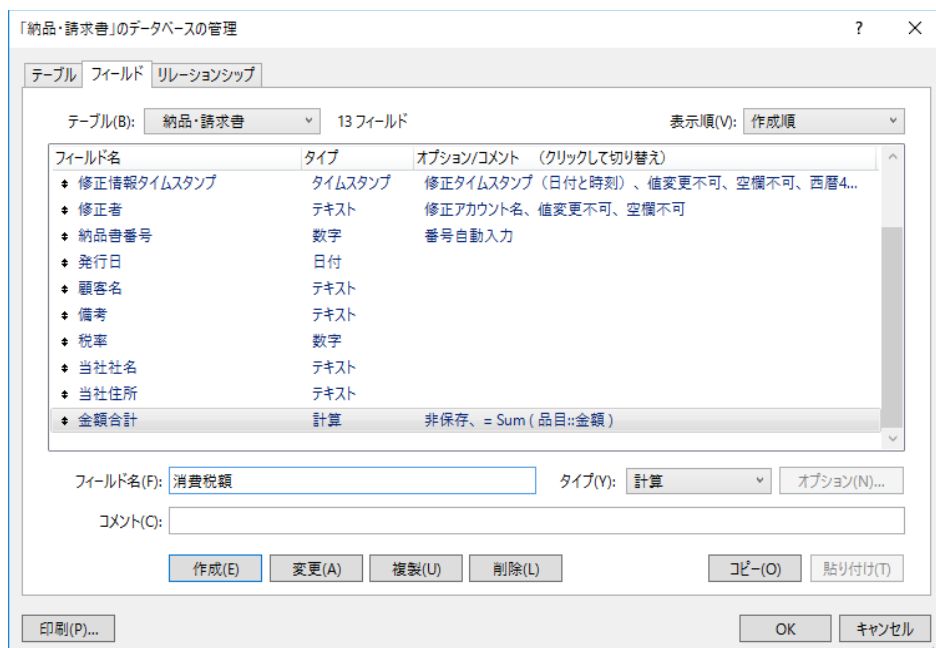 「納品・請求書」のデータベースの管理 ?
テーブル フィールド リレーションシップ
テーブル(B): 納品・請求書 13 フィールド 表示順(V): 作成順
フィールド名 タイプ オプション/コメント (クリックして切り替え)
修正情報タイムスタンプ タイムスタンプ 修正タイムスタンプ（日付と時刻）、値変更不可、空欄不可、西暦4...
修正者 テキスト 修正アカウント名、値変更不可、空欄不可
納品書番号 数字 番号自動入力
発行日 日付
顧客名 テキスト
備考 テキスト
税率 数字
当社社名 テキスト
当社住所 テキスト
金額合計 計算 非保存、= Sum ( 品目::金額 )
フィールド名(F): 消費税額 タイプ(Y): 計算 オプション(N)...
コメント(C):
作成(E) 変更(A) 複製(U) 削除(L) コピー(O) 貼り付け(T)
印刷(P)... OK キャンセル